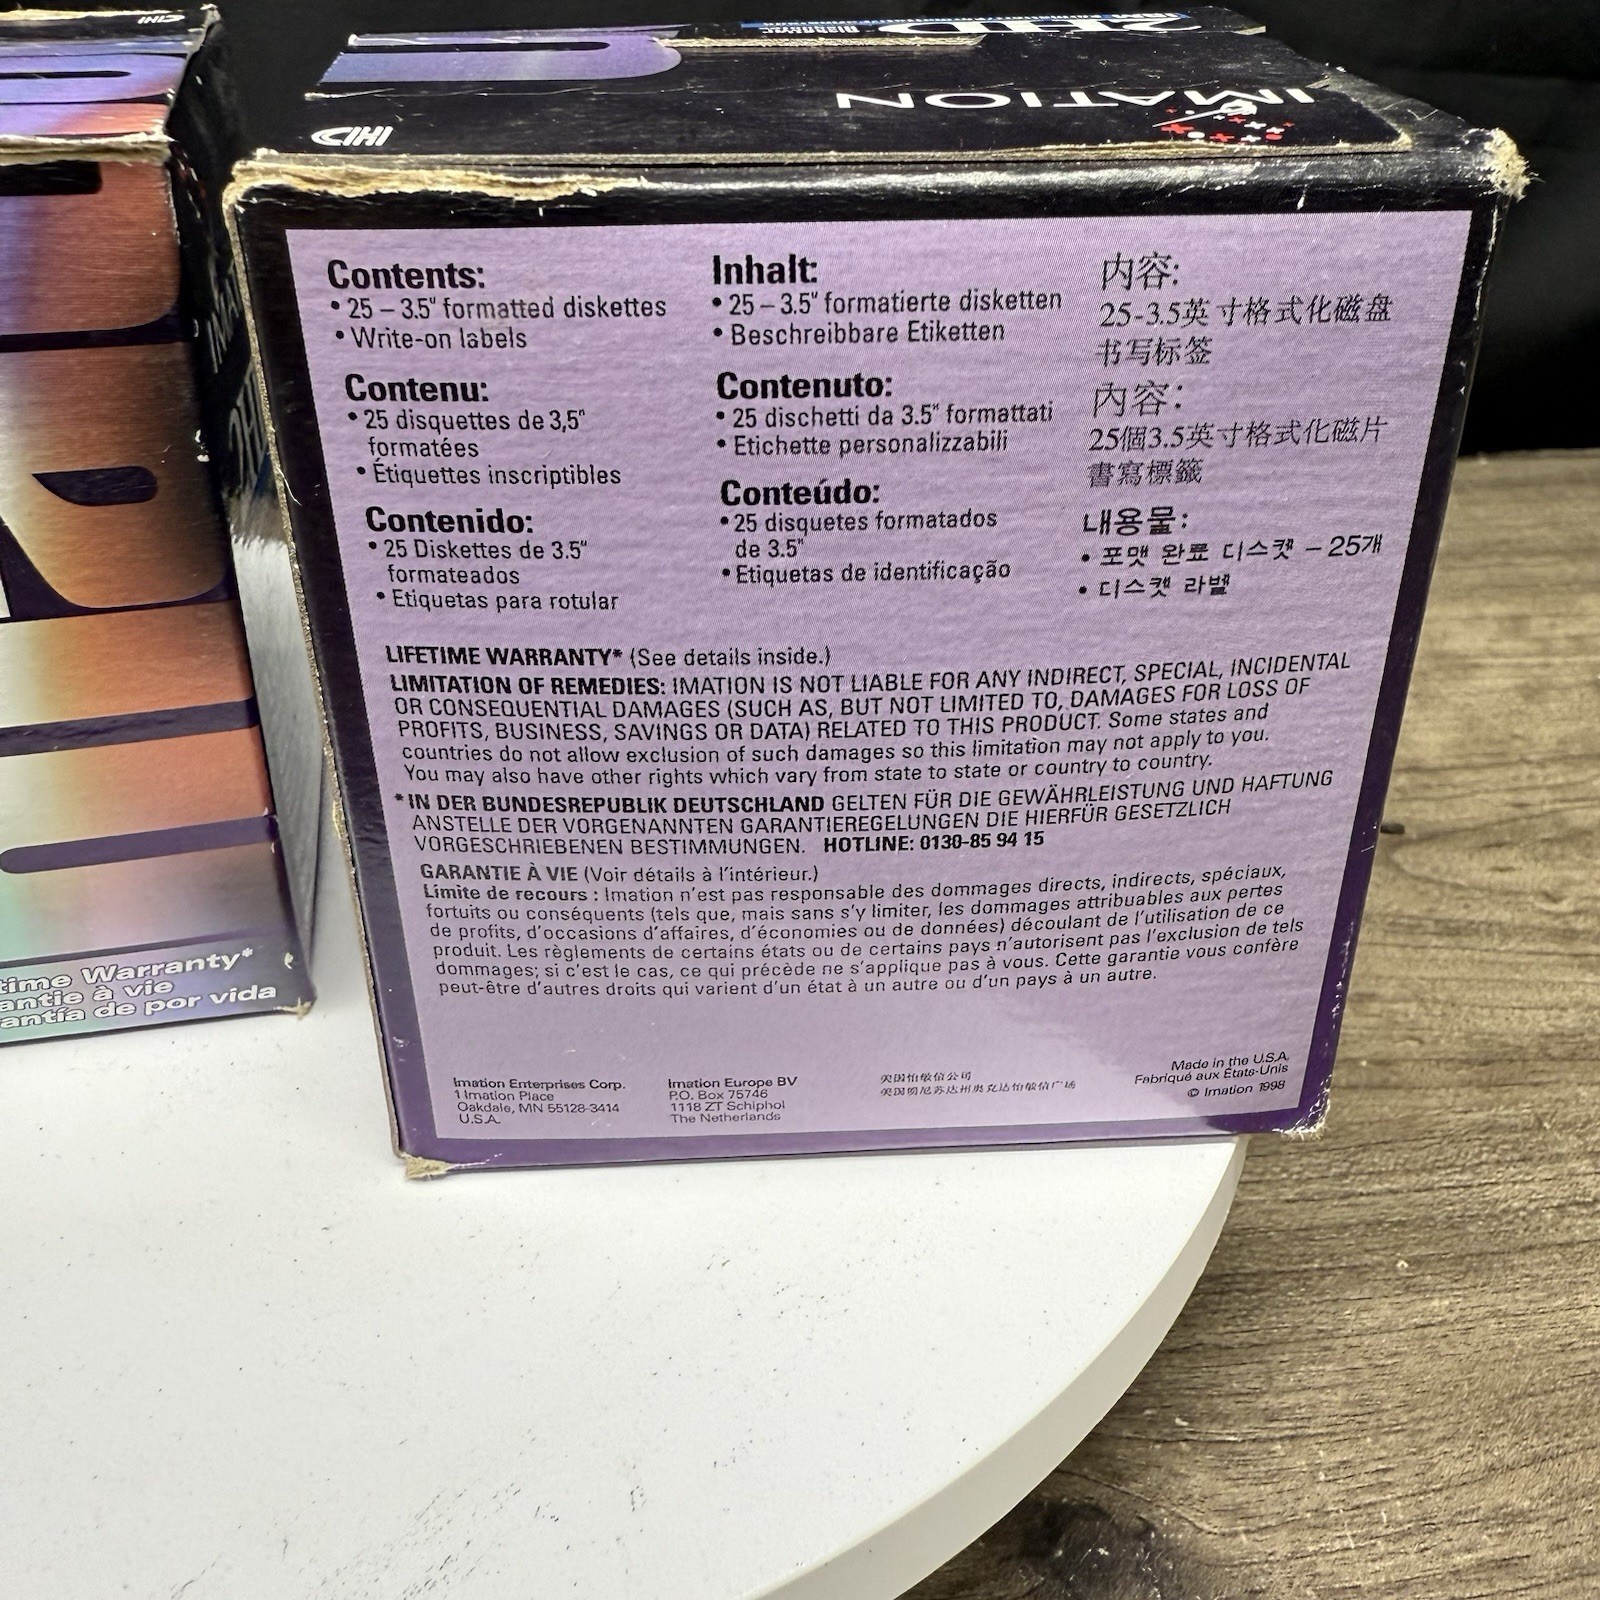 IMATION
Contents:
• 25 – 3.5" formatted diskettes
• Write-on labels
Contenu:
• 25 disquettes de 3,5"
formatées
• Étiquettes inscriptibles
Contenido:
• 25 Diskettes de 3.5"
formateados
• Etiquetas para rotular
Inhalt:
• 25 – 3.5" formatierte disketten
• Beschreibbare Etiketten
Contenuto:
• 25 dischetti da 3.5" formattati
• Etichette personalizzabili
Conteúdo:
• 25 disquetes formatados
de 3.5"
• Etiquetas de identificação
内容:
25-3.5英寸格式化磁盘
书写标签
內容:
25個3.5英寸格式化磁片
書寫標籤
내용물:
• 포맷 완료 디스켓 – 25개
• 디스켓 라벨
LIFETIME WARRANTY* (See details inside.)
LIMITATION OF REMEDIES: IMATION IS NOT LIABLE FOR ANY INDIRECT, SPECIAL, INCIDENTAL
OR CONSEQUENTIAL DAMAGES (SUCH AS, BUT NOT LIMITED TO, DAMAGES FOR LOSS OF
PROFITS, BUSINESS, SAVINGS OR DATA) RELATED TO THIS PRODUCT. Some states and
countries do not allow exclusion of such damages so this limitation may not apply to you.
You may also have other rights which vary from state to state or country to country.
*IN DER BUNDESREPUBLIK DEUTSCHLAND GELTEN FÜR DIE GEWÄHRLEISTUNG UND HAFTUNG
ANSTELLE DER VORGENANNTEN GARANTIEREGELUNGEN DIE HIERFÜR GESETZLICH
VORGESCHRIEBENEN BESTIMMUNGEN. HOTLINE: 0130-85 94 15
GARANTIE À VIE (Voir détails à l'intérieur.)
Limite de recours : Imation n'est pas responsable des dommages directs, indirects, spéciaux,
fortuits ou conséquents (tels que, mais sans s'y limiter, les dommages attribuables aux pertes
de profits, d'occasions d'affaires, d'économies ou de données) découlant de l'utilisation de ce
produit. Les règlements de certains états ou de certains pays n'autorisent pas l'exclusion de tels
dommages; si c'est le cas, ce qui précède ne s'applique pas à vous. Cette garantie vous confère
peut-être d'autres droits qui varient d'un état à un autre ou d'un pays à un autre.
Imation Enterprises Corp.
1 Imation Place
Oakdale, MN 55128-3414
U.S.A.
Imation Europe BV
P.O. Box 75746
1118 ZT Schiphol
The Netherlands
美国怡敏信公司
Made in the U.S.A.
Fabriqué aux États-Unis
© Imation 1998
time Warranty*
antie à vie
antía de por vida
2HD